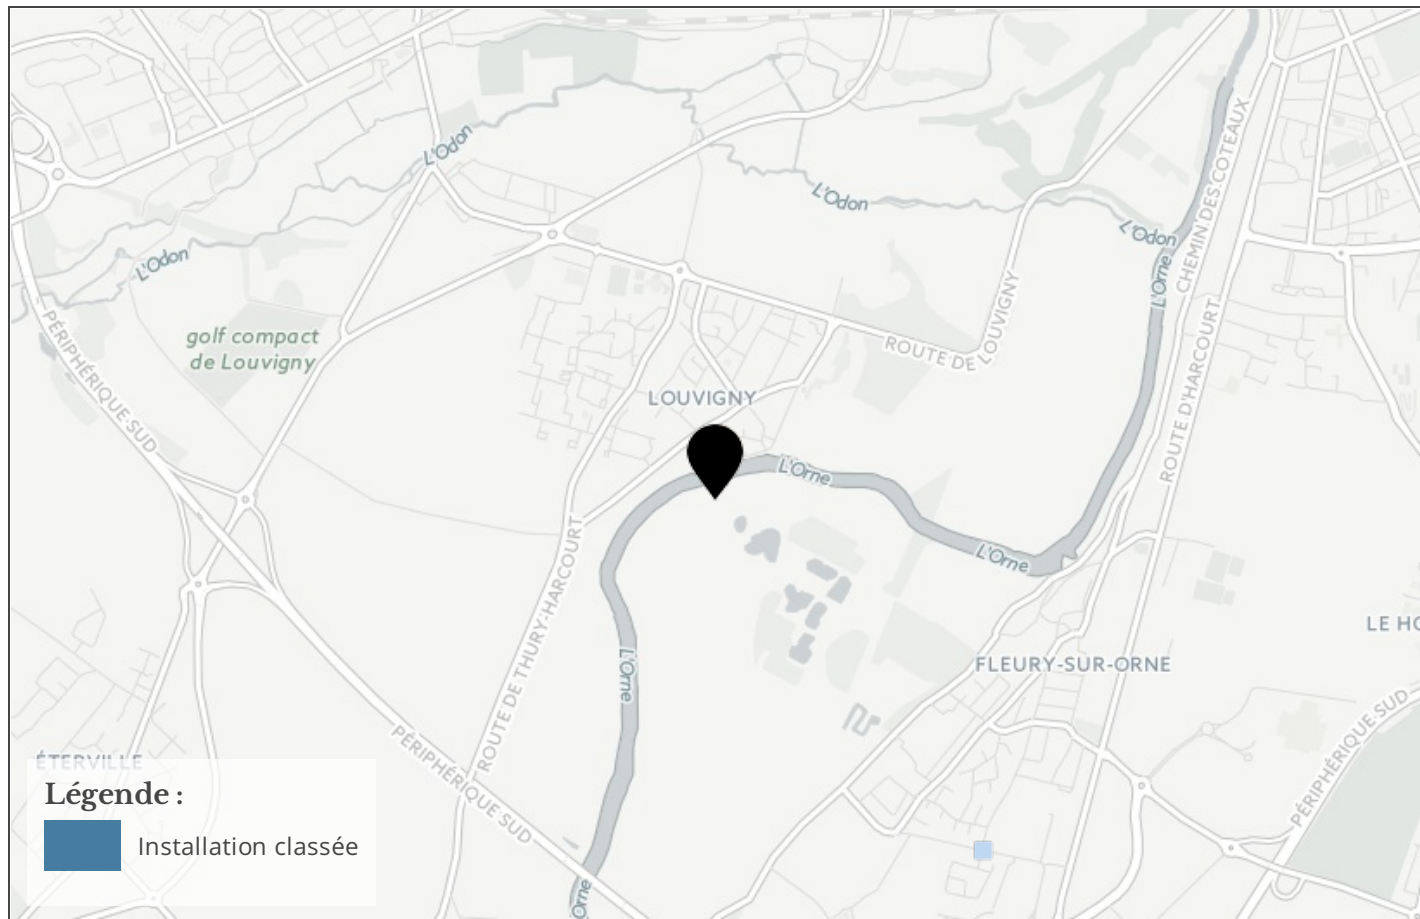 L'Odon
L'Odon
L'Odon
L'Odon
CHEMIN DES COTEAUX
L'Orne
PÉRIPHÉRIQUE SUD
golf compact
de Louvigny
ROUTE DE LOUVIGNY
ROUTE D'HARCOURT
LOUVIGNY
L'Orne
L'Orne
ROUTE DE THURY-HARCOURT
LE HO
FLEURY-SUR-ORNE
L'Orne
PÉRIPHÉRIQUE SUD
PÉRIPHÉRIQUE SUD
ÉTERVILLE
Légende :
Installation classée
Orne